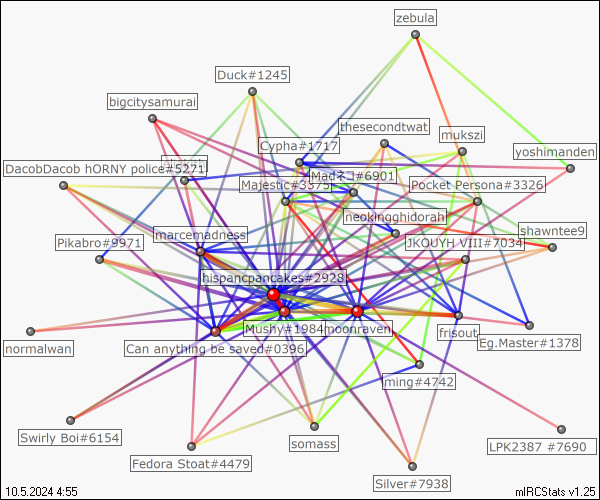 zebula
Duck#1245
bigcitysamurai
thesecondtwat
mukszi
Cypha#1717
yoshimanden
DacobDacob hORNY police#5271
Madネコ#6901
Majestic#3375
Pocket Persona#3326
neokingghidorah
shawntee9
marcemadness
Pikabro#9971
JKOUYH VIII#7034
hispancpancakes#2928
Mushy#1984
moonraven
frisout
Eg.Master#1378
normalwan
Can anything be saved#0396
ming#4742
Swirly Boi#6154
somass
LPK2387 #7690
Fedora Stoat#4479
Silver#7938
10.5.2024 4:55
mIRCStats v1.25